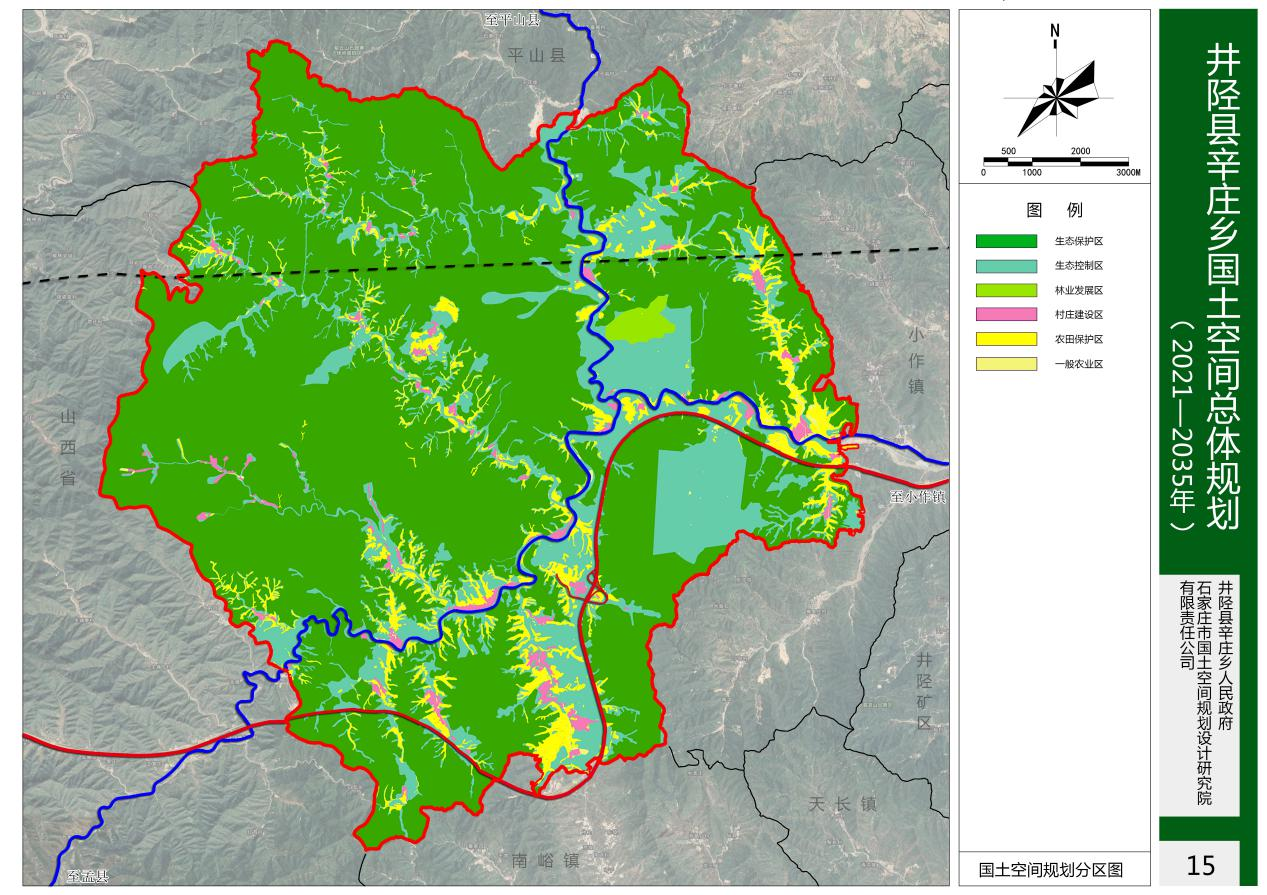 至平山县
平山县
小作镇
山西省
至小作镇
井陉矿区
天长镇
南峪镇
至盂县
N
500
2000
0
1000
3000M
图 例
生态保护区
生态控制区
林业发展区
村庄建设区
农田保护区
一般农业区
国土空间规划分区图
井陉县辛庄乡国土空间总体规划
（2021—2035年）
井陉县辛庄乡人民政府
石家庄市国土空间规划设计研究院
有限责任公司
15